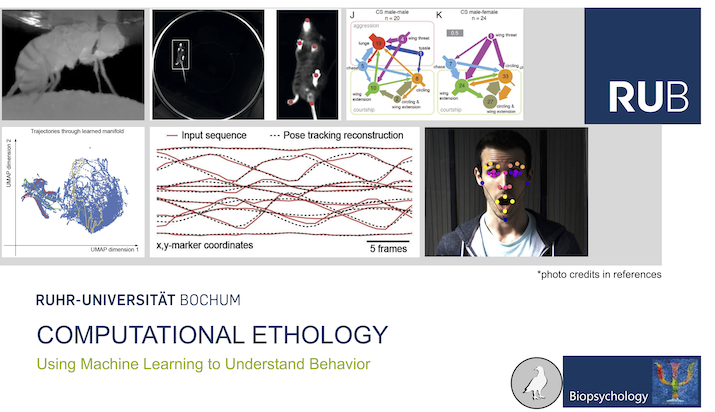 J
CS male-male
n = 20
K
CS male-female
n = 24
aggression
lunge
wing threat
tussle
chase
circling
wing extension
circling & wing extension
courtship
0.5
wing threat
chase
circling
wing extension
circling & wing extension
courtship
RUB
Trajectories through learned manifold
UMAP dimension 2
UMAP dimension 1
Input sequence
Pose tracking reconstruction
x,y-marker coordinates
5 frames
*photo credits in references
RUHR-UNIVERSITÄT BOCHUM
COMPUTATIONAL ETHOLOGY
Using Machine Learning to Understand Behavior
Biopsychology